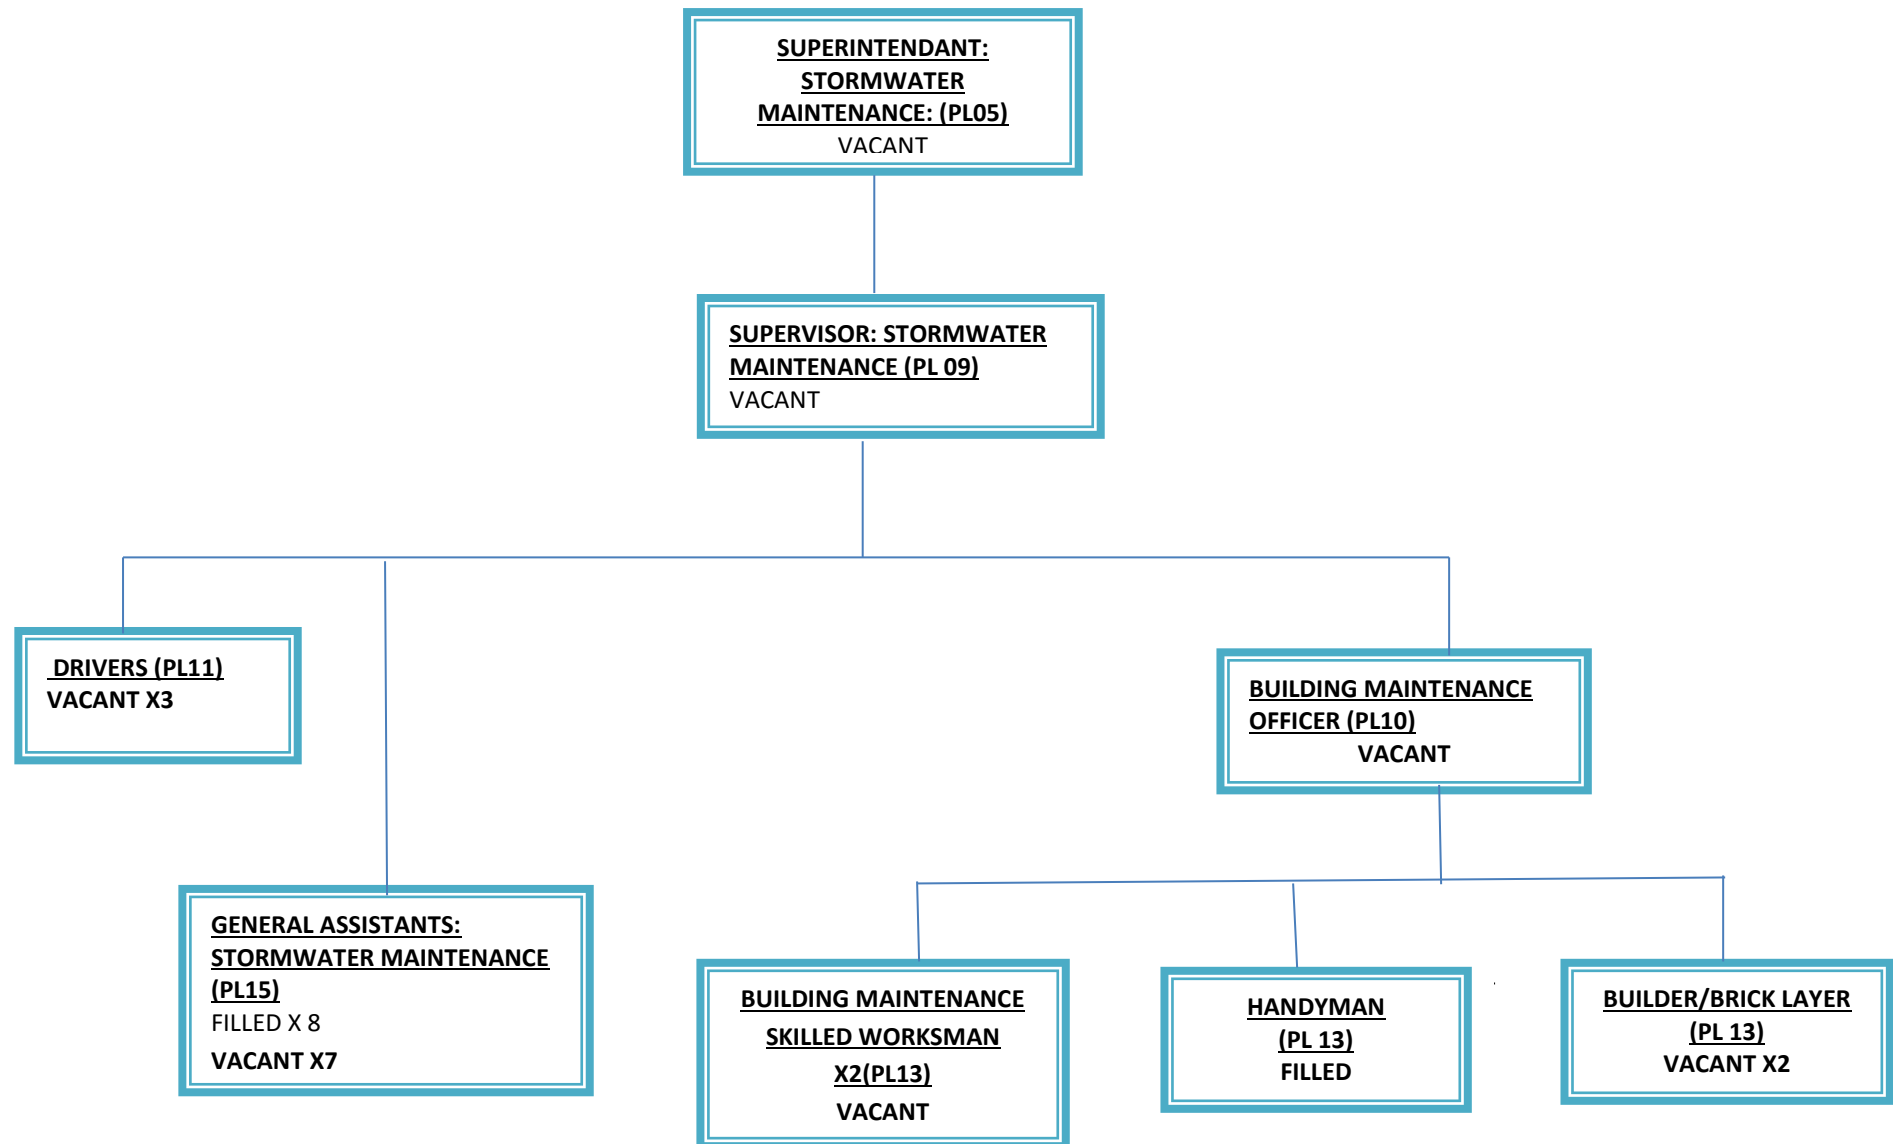 SUPERINTENDANT:
STORMWATER
MAINTENANCE: (PL05)
VACANT
SUPERVISOR: STORMWATER
MAINTENANCE (PL 09)
VACANT
DRIVERS (PL11)
VACANT X3
BUILDING MAINTENANCE
OFFICER (PL10)
VACANT
GENERAL ASSISTANTS:
STORMWATER MAINTENANCE
(PL15)
FILLED X 8
VACANT X7
BUILDING MAINTENANCE
SKILLED WORKSMAN
X2(PL13)
VACANT
HANDYMAN
(PL 13)
FILLED
BUILDER/BRICK LAYER
(PL 13)
VACANT X2